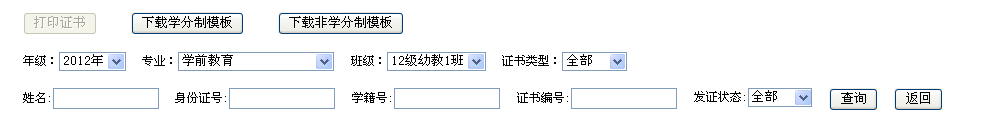 打印证书 下载学分制模板 下载非学分制模板
年级：2012年 专业：学前教育 班级：12级幼教1班 证书类型：全部
姓名: 身份证号: 学籍号: 证书编号: 发证状态:全部 查询 返回